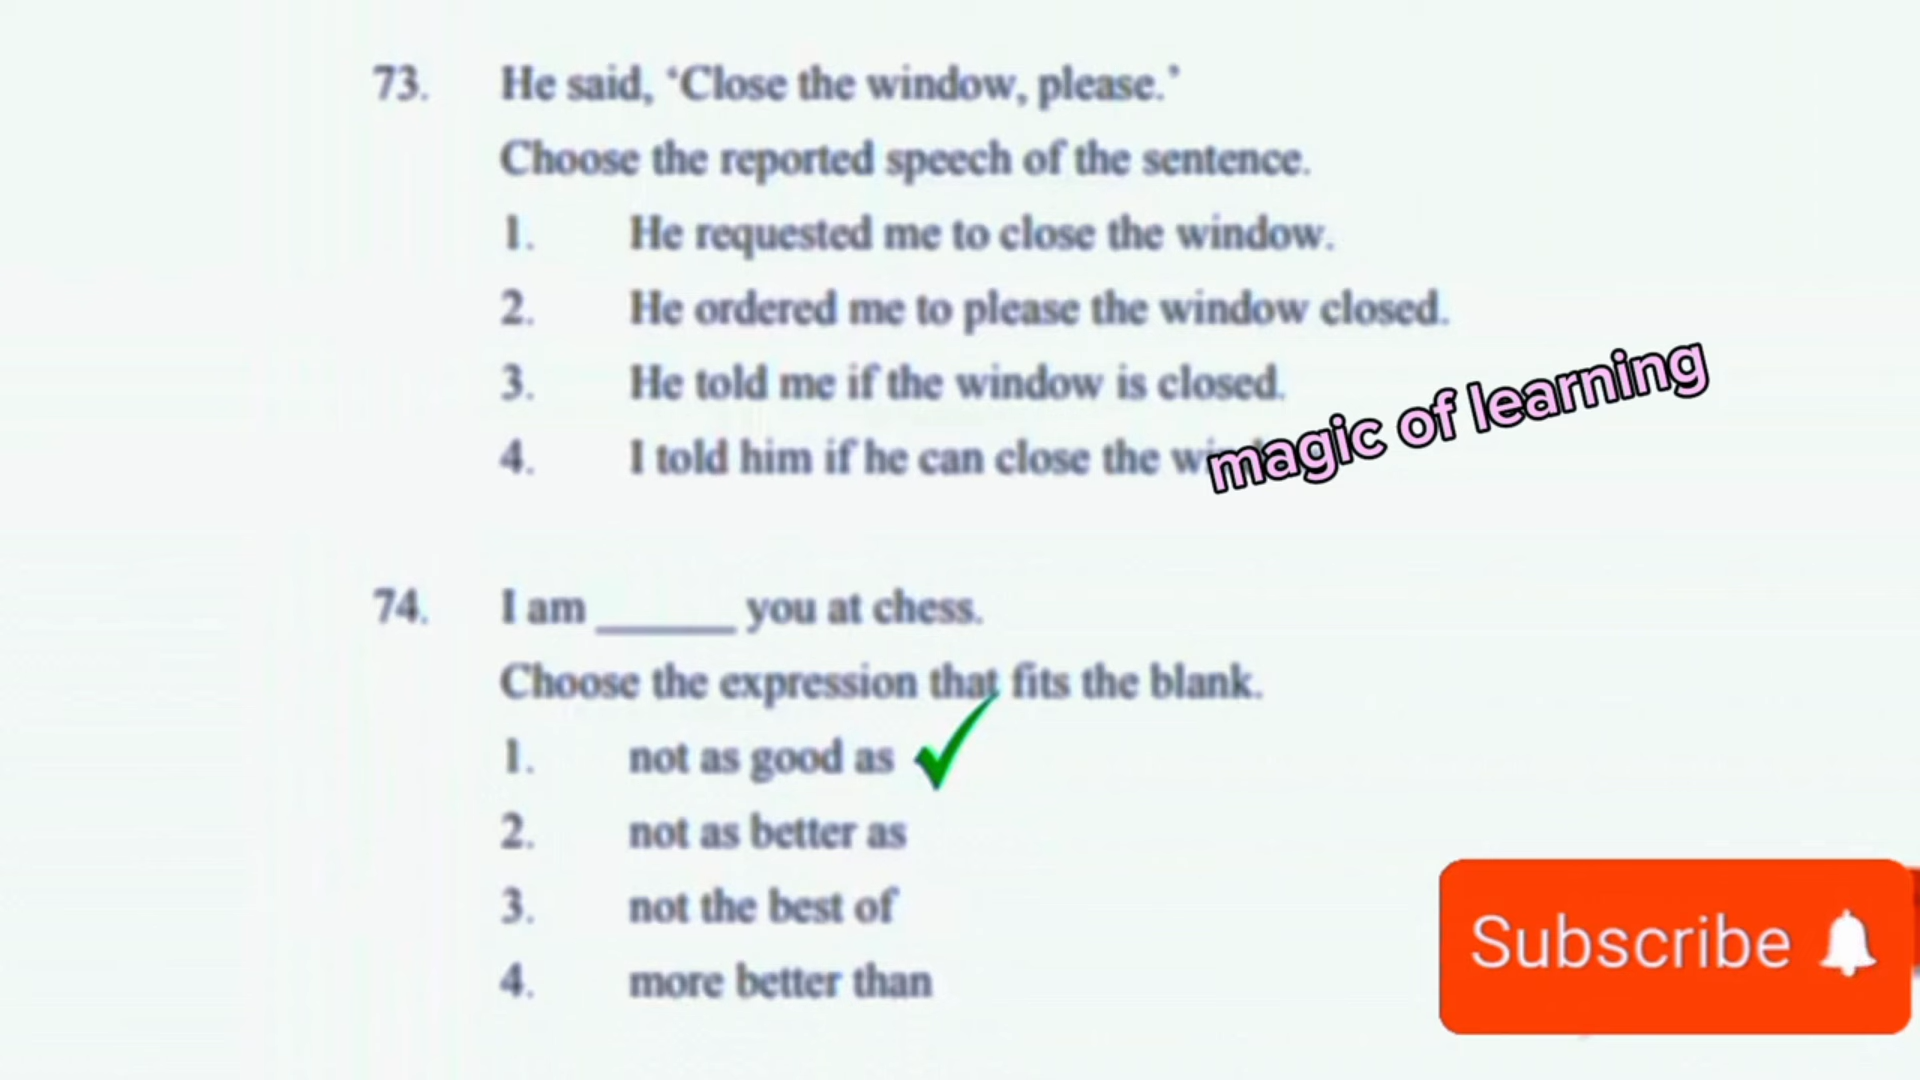 73. He said, ‘Close the window, please.’
Choose the reported speech of the sentence.
1. He requested me to close the window.
2. He ordered me to please the window closed.
3. He told me if the window is closed.
4. I told him if he can close the
magic of learning
74. I am ______ you at chess.
Choose the expression that fits the blank.
1. not as good as
2. not as better as
3. not the best of
4. more better than
Subscribe